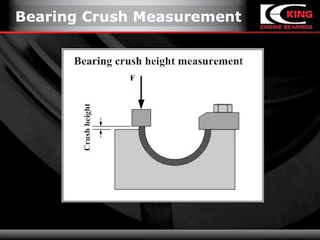 Bearing Crush Measurement
KING
ENGINE BEARINGS
Bearing crush height measurement
F
Crush height